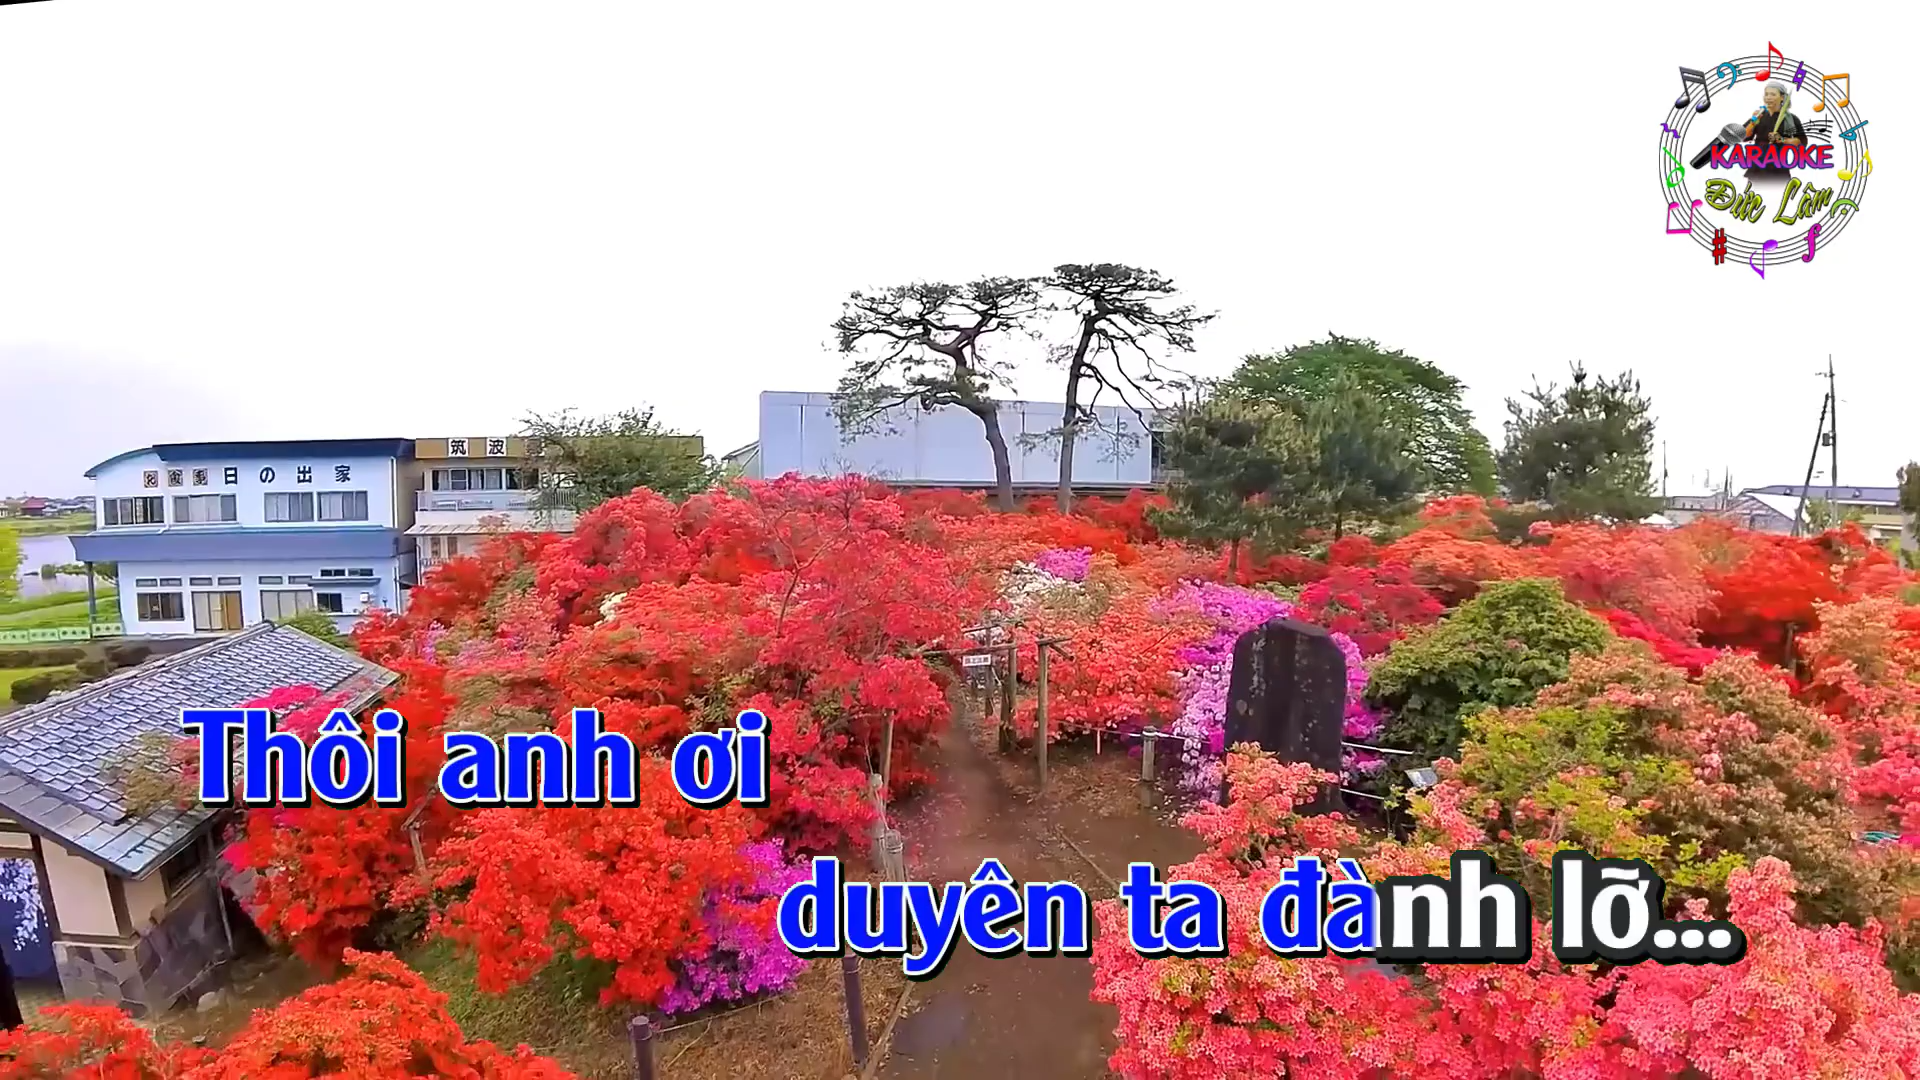 KARAOKE
Đức Lâm
筑波
日の出家
Thôi anh ơi
duyên ta đành lỡ...